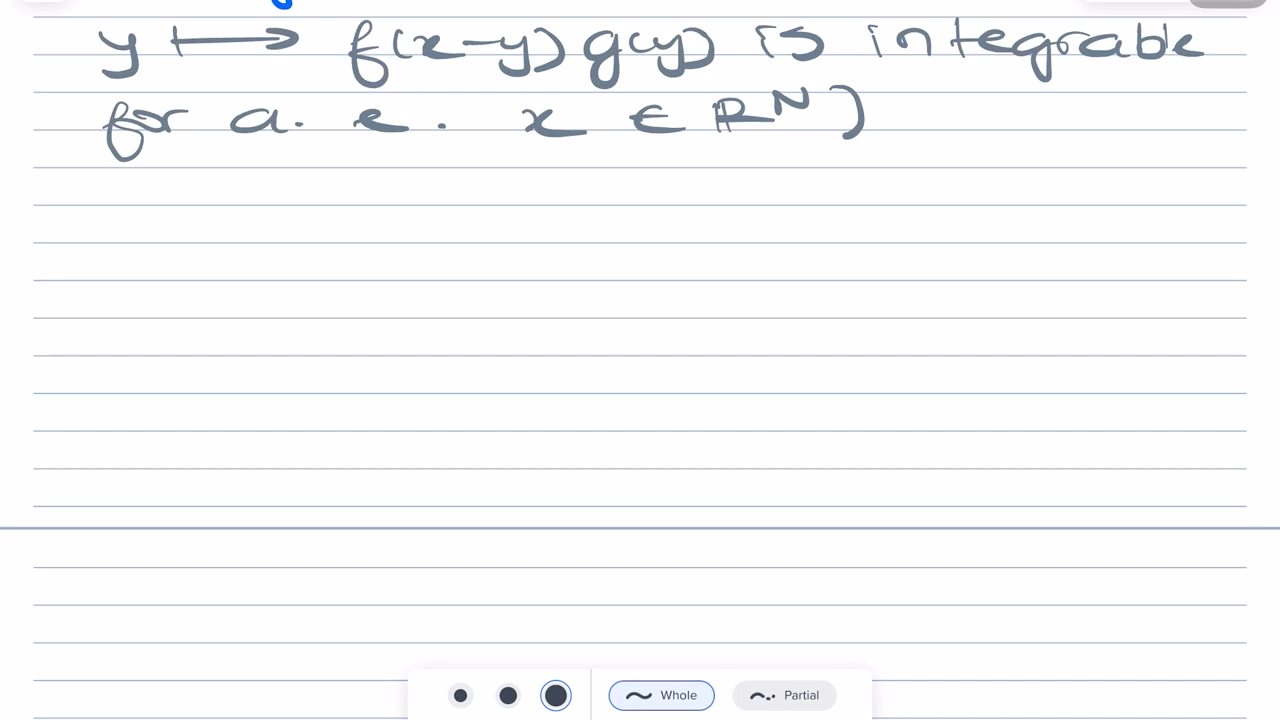 y ⟼ f(x-y) g(y) is integrable
for a. e. x ∈ ℝᴺ)
Whole Partial